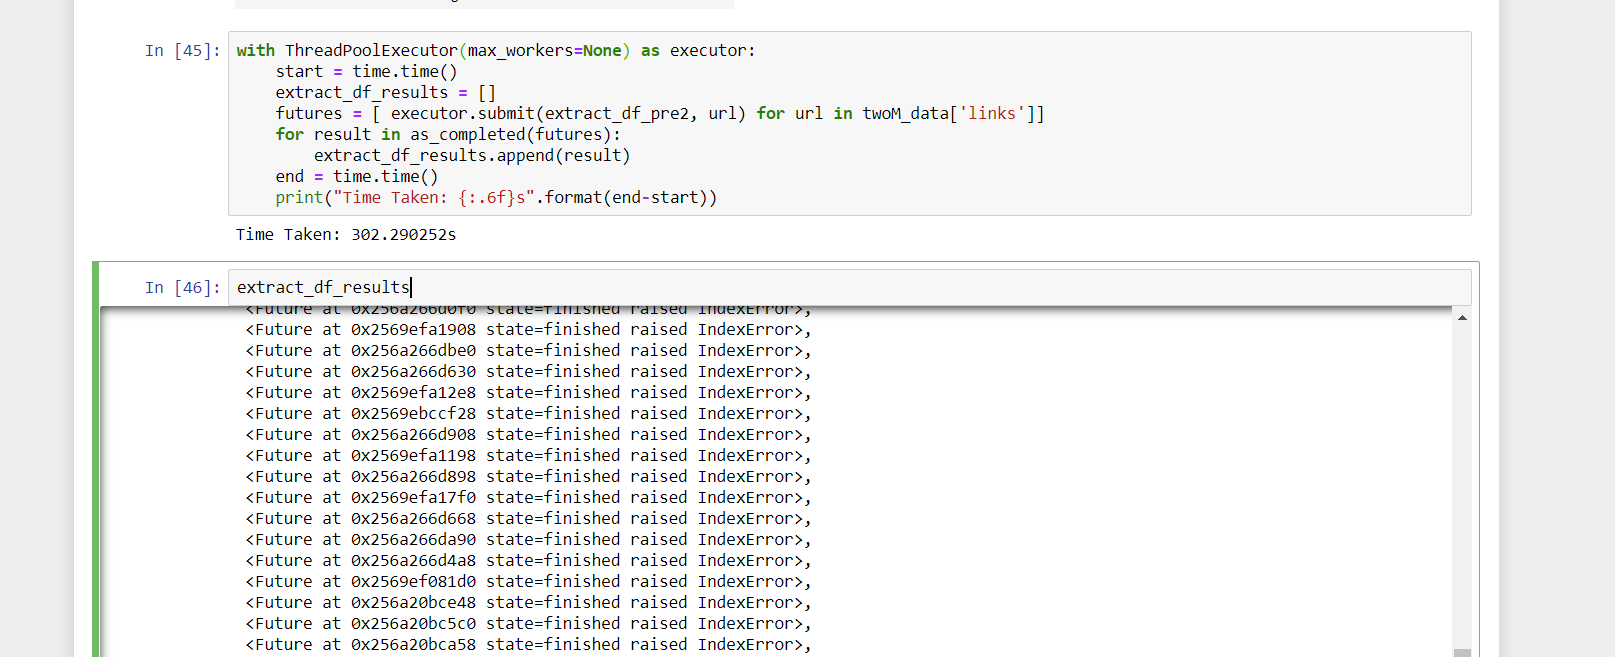 In [45]: with ThreadPoolExecutor(max_workers=None) as executor:
    start = time.time()
    extract_df_results = []
    futures = [ executor.submit(extract_df_pre2, url) for url in twoM_data['links']]
    for result in as_completed(futures):
        extract_df_results.append(result)
    end = time.time()
    print("Time Taken: {:.6f}s".format(end-start))
Time Taken: 302.290252s
In [46]: extract_df_results
<Future at 0x256a266d0f0 state=finished raised IndexError>,
<Future at 0x2569efa1908 state=finished raised IndexError>,
<Future at 0x256a266dbe0 state=finished raised IndexError>,
<Future at 0x256a266d630 state=finished raised IndexError>,
<Future at 0x2569efa12e8 state=finished raised IndexError>,
<Future at 0x2569ebccf28 state=finished raised IndexError>,
<Future at 0x256a266d908 state=finished raised IndexError>,
<Future at 0x2569efa1198 state=finished raised IndexError>,
<Future at 0x256a266d898 state=finished raised IndexError>,
<Future at 0x2569efa17f0 state=finished raised IndexError>,
<Future at 0x256a266d668 state=finished raised IndexError>,
<Future at 0x256a266da90 state=finished raised IndexError>,
<Future at 0x256a266d4a8 state=finished raised IndexError>,
<Future at 0x2569ef081d0 state=finished raised IndexError>,
<Future at 0x256a20bce48 state=finished raised IndexError>,
<Future at 0x256a20bc5c0 state=finished raised IndexError>,
<Future at 0x256a20bca58 state=finished raised IndexError>,